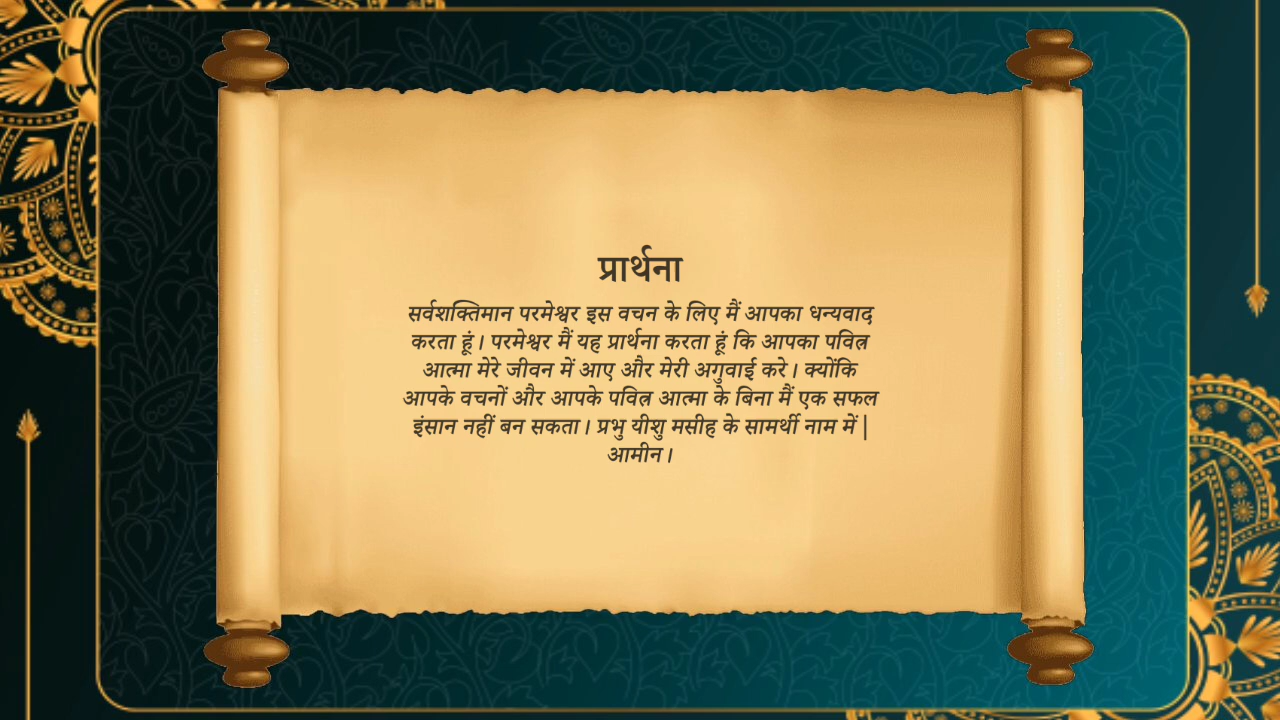 प्रार्थना
सर्वशक्तिमान परमेश्वर इस वचन के लिए मैं आपका धन्यवाद
करता हूं। परमेश्वर मैं यह प्रार्थना करता हूं कि आपका पवित्र
आत्मा मेरे जीवन में आए और मेरी अगुवाई करे। क्योंकि
आपके वचनों और आपके पवित्र आत्मा के बिना मैं एक सफल
इंसान नहीं बन सकता। प्रभु यीशु मसीह के सामर्थी नाम में |
आमीन।